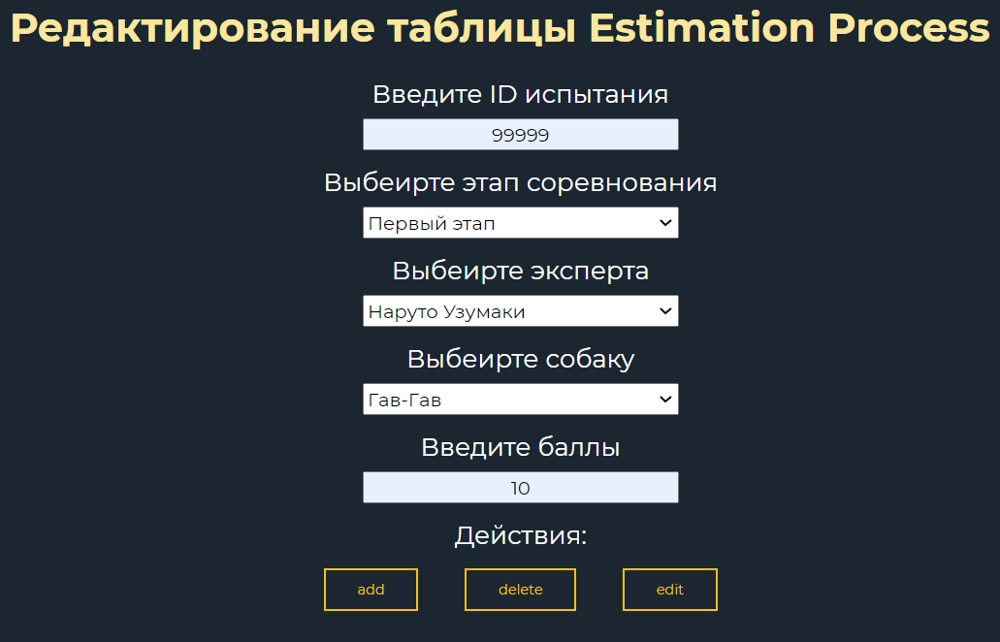 Редактирование таблицы Estimation Process
Введите ID испытания
99999
Выбеирте этап соревнования
Первый этап
Выбеирте эксперта
Наруто Узумаки
Выбеирте собаку
Гав-Гав
Введите баллы
10
Действия:
add delete edit